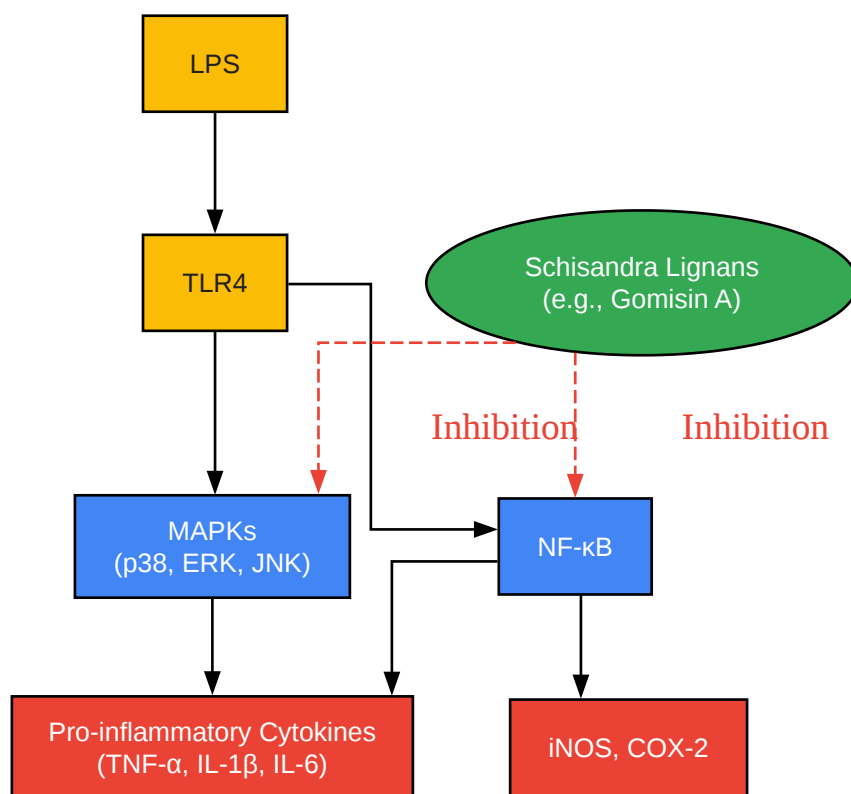 LPS
TLR4
Schisandra Lignans
(e.g., Gomisin A)
Inhibition
Inhibition
MAPKs
(p38, ERK, JNK)
NF-κB
Pro-inflammatory Cytokines
(TNF-α, IL-1β, IL-6)
iNOS, COX-2